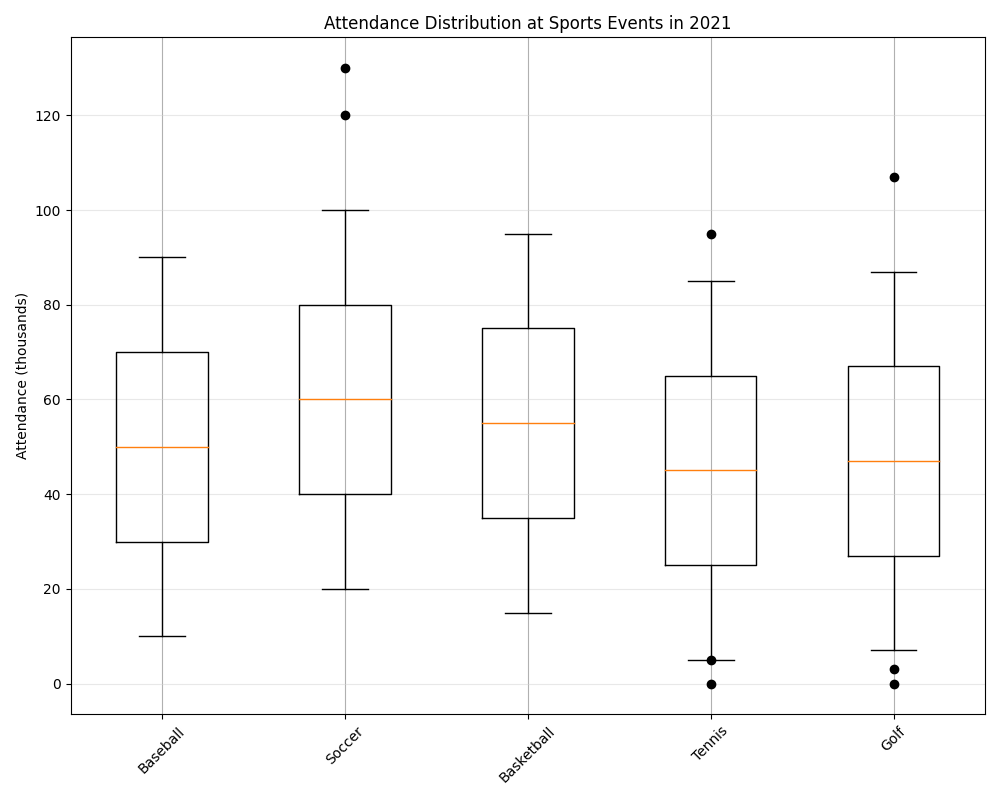 Attendance Distribution at Sports Events in 2021
Attendance (thousands)
120
100
80
60
40
20
0
Baseball
Soccer
Basketball
Tennis
Golf